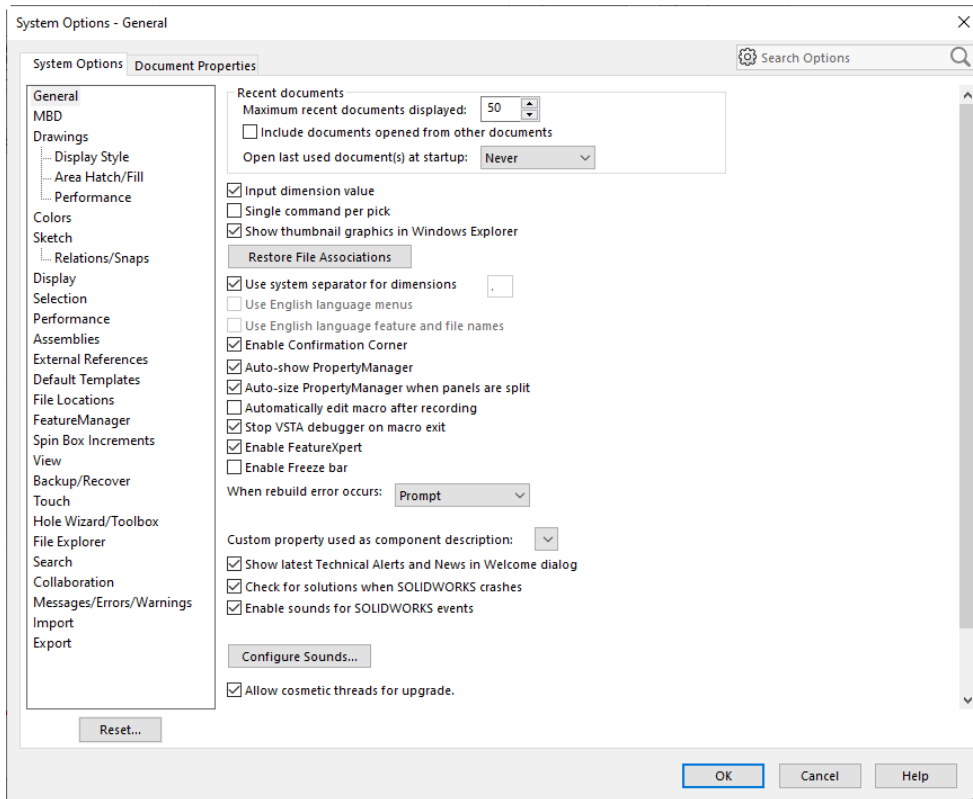 System Options - General
System Options
Document Properties
Search Options
General
MBD
Drawings
Display Style
Area Hatch/Fill
Performance
Colors
Sketch
Relations/Snaps
Display
Selection
Performance
Assemblies
External References
Default Templates
File Locations
FeatureManager
Spin Box Increments
View
Backup/Recover
Touch
Hole Wizard/Toolbox
File Explorer
Search
Collaboration
Messages/Errors/Warnings
Import
Export
Reset...
Recent documents
Maximum recent documents displayed: 50
Include documents opened from other documents
Open last used document(s) at startup: Never
Input dimension value
Single command per pick
Show thumbnail graphics in Windows Explorer
Restore File Associations
Use system separator for dimensions .
Use English language menus
Use English language feature and file names
Enable Confirmation Corner
Auto-show PropertyManager
Auto-size PropertyManager when panels are split
Automatically edit macro after recording
Stop VSTA debugger on macro exit
Enable FeatureXpert
Enable Freeze bar
When rebuild error occurs: Prompt
Custom property used as component description:
Show latest Technical Alerts and News in Welcome dialog
Check for solutions when SOLIDWORKS crashes
Enable sounds for SOLIDWORKS events
Configure Sounds...
Allow cosmetic threads for upgrade.
OK
Cancel
Help